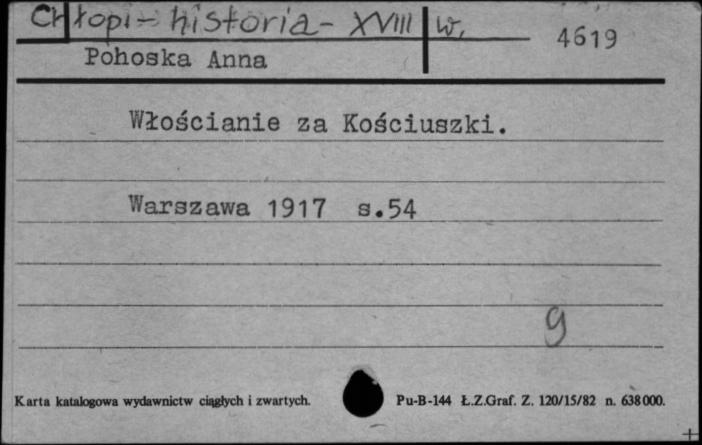 Chłopi - historia - XVIII w.
4619
Pohoska Anna
Włościanie za Kościuszki.
Warszawa 1917 s.54
9
Karta katalogowa wydawnictw ciągłych i zwartych. Pu-B-144 Ł.Z.Graf. Z. 120/15/82 n. 638000.